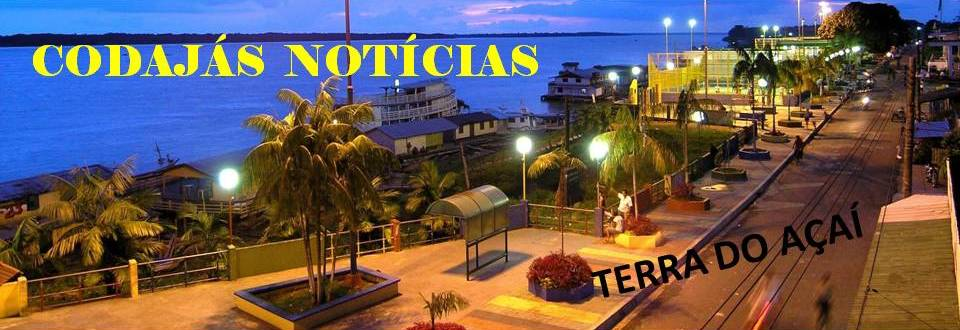 CODAJÁS NOTÍCIAS
TERRA DO AÇAÍ